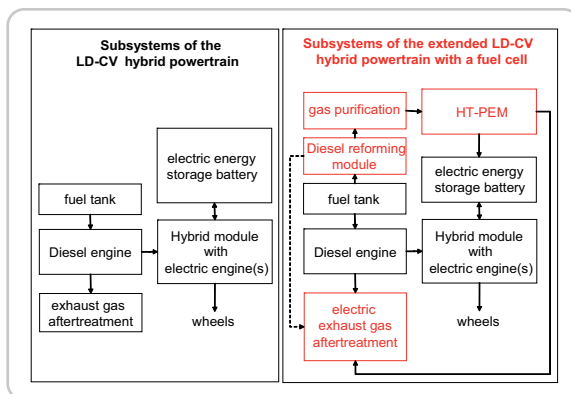 Subsystems of the
LD-CV hybrid powertrain
electric energy
storage battery
fuel tank
Diesel engine
Hybrid module
with
electric engine(s)
exhaust gas
aftertreatment
wheels
Subsystems of the extended LD-CV
hybrid powertrain with a fuel cell
gas purification
HT-PEM
Diesel reforming
module
electric energy
storage battery
fuel tank
Diesel engine
Hybrid module
with
electric engine(s)
electric
exhaust gas
aftertreatment
wheels